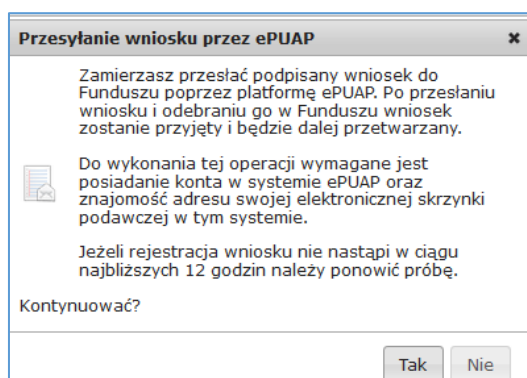 Przesyłanie wniosku przez ePUAP
Zamierzasz przesłać podpisany wniosek do
Funduszu poprzez platformę ePUAP. Po przesłaniu
wniosku i odebraniu go w Funduszu wniosek
zostanie przyjęty i będzie dalej przetwarzany.
Do wykonania tej operacji wymagane jest
posiadanie konta w systemie ePUAP oraz
znajomość adresu swojej elektronicznej skrzynki
podawczej w tym systemie.
Jeżeli rejestracja wniosku nie nastąpi w ciągu
najbliższych 12 godzin należy ponowić próbę.
Kontynuować?
Tak Nie